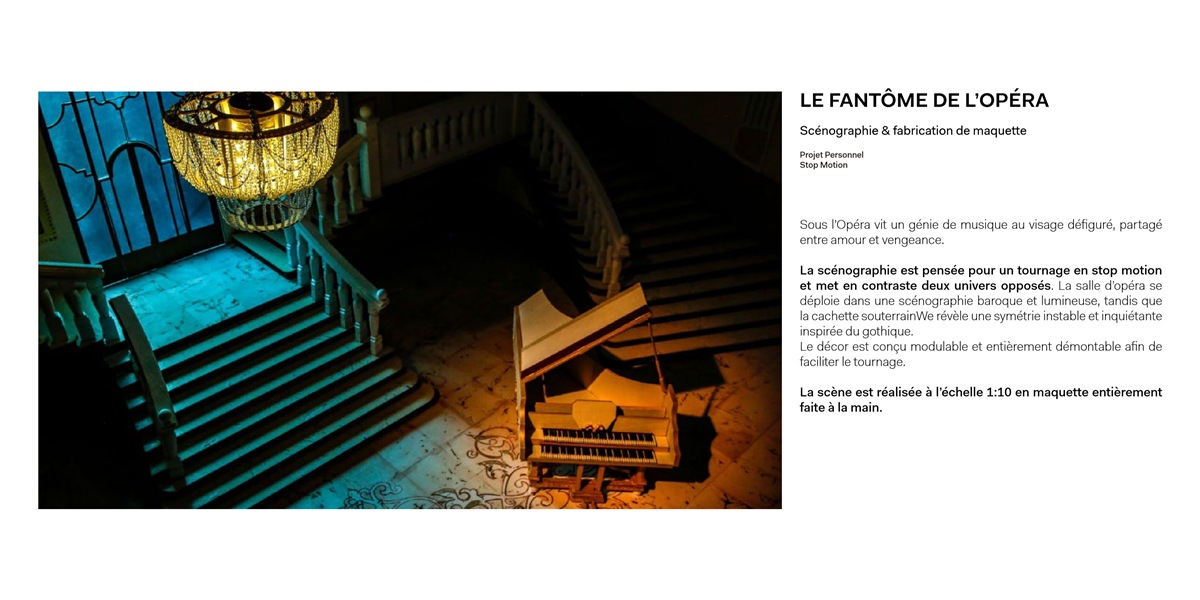 LE FANTÔME DE L'OPÉRA
Scénographie & fabrication de maquette
Projet Personnel
Stop Motion
Sous l'Opéra vit un génie de musique au visage défiguré, partagé
entre amour et vengeance.
La scénographie est pensée pour un tournage en stop motion
et met en contraste deux univers opposés. La salle d'opéra se
déploie dans une scénographie baroque et lumineuse, tandis que
la cachette souterrainWe révèle une symétrie instable et inquiétante
inspirée du gothique.
Le décor est conçu modulable et entièrement démontable afin de
faciliter le tournage.
La scène est réalisée à l'échelle 1:10 en maquette entièrement
faite à la main.